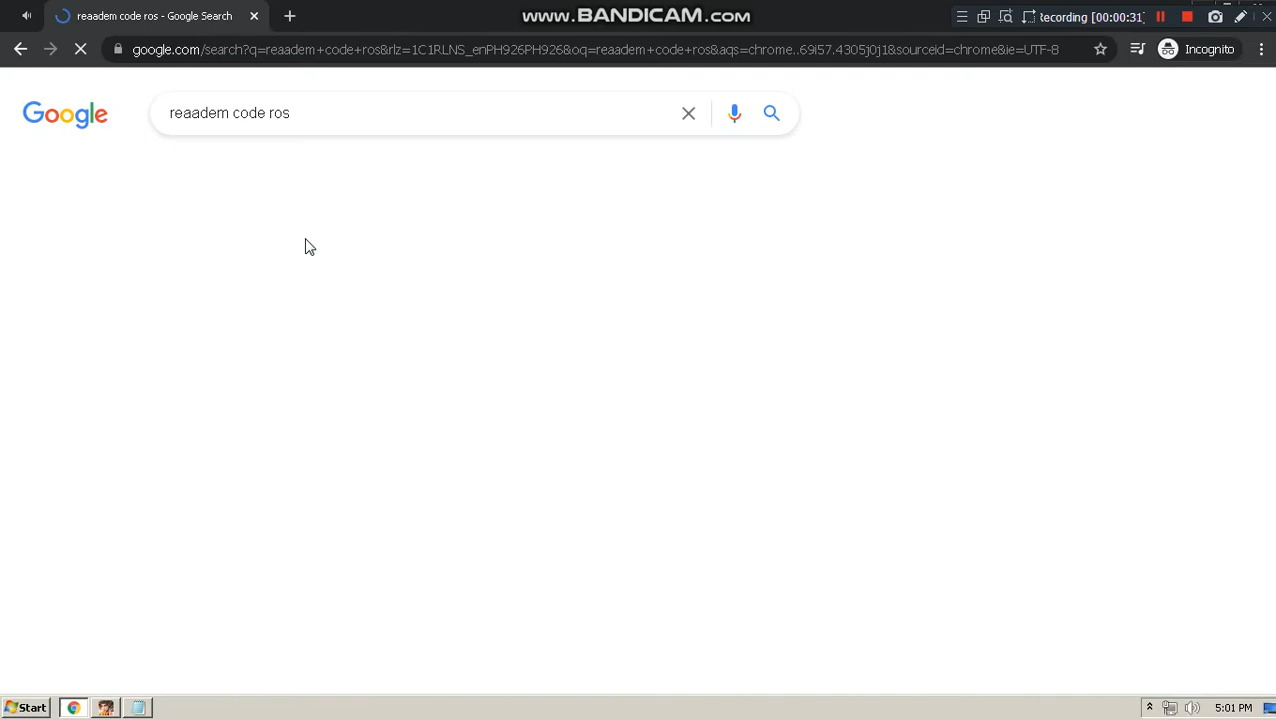 reaadem code ros - Google Search
www.BANDICAM.com
Recording [00:00:31]
google.com/search?q=reaadem+code+ros&rlz=1C1RLNS_enPH926PH926&oq=reaadem+code+ros&aqs=chrome..69i57.4305j0j1&sourceid=chrome&ie=UTF-8
Incognito
Google
reaadem code ros
Start
5:01 PM